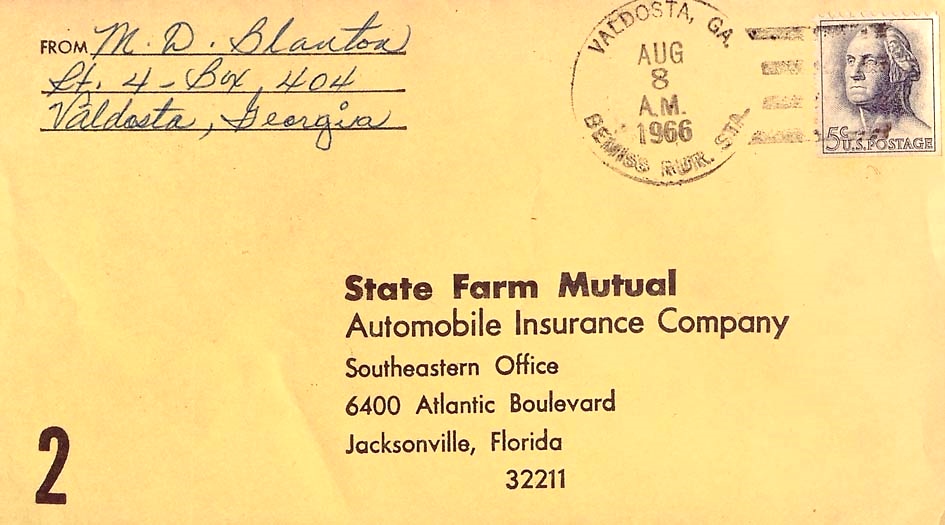 FROM M. D. Blanton
Rt. 4 - Box 404
Valdosta, Georgia
VALDOSTA, GA.
AUG
8
A.M.
1966
BEMISS RUR. STA.
5c U.S. POSTAGE
State Farm Mutual
Automobile Insurance Company
Southeastern Office
6400 Atlantic Boulevard
Jacksonville, Florida
32211
2